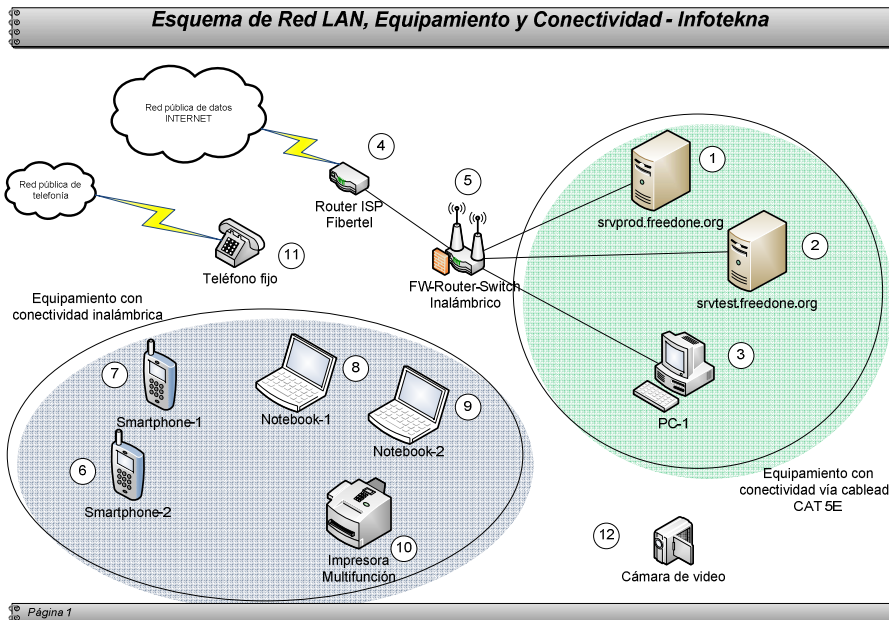 Esquema de Red LAN, Equipamiento y Conectividad - Infotekna
Red pública de datos
INTERNET
4
1
5
Red pública de
telefonía
Router ISP
Fibertel
srvprod.freedone.org
11
2
Teléfono fijo
FW-Router-Switch
Inalámbrico
srvtest.freedone.org
Equipamiento con
conectividad inalámbrica
3
7
8
9
PC-1
Smartphone-1
Notebook-1
Notebook-2
6
Smartphone-2
Equipamiento con
conectividad vía cablead
CAT 5E
10
12
Impresora
Multifunción
Cámara de video
Página 1